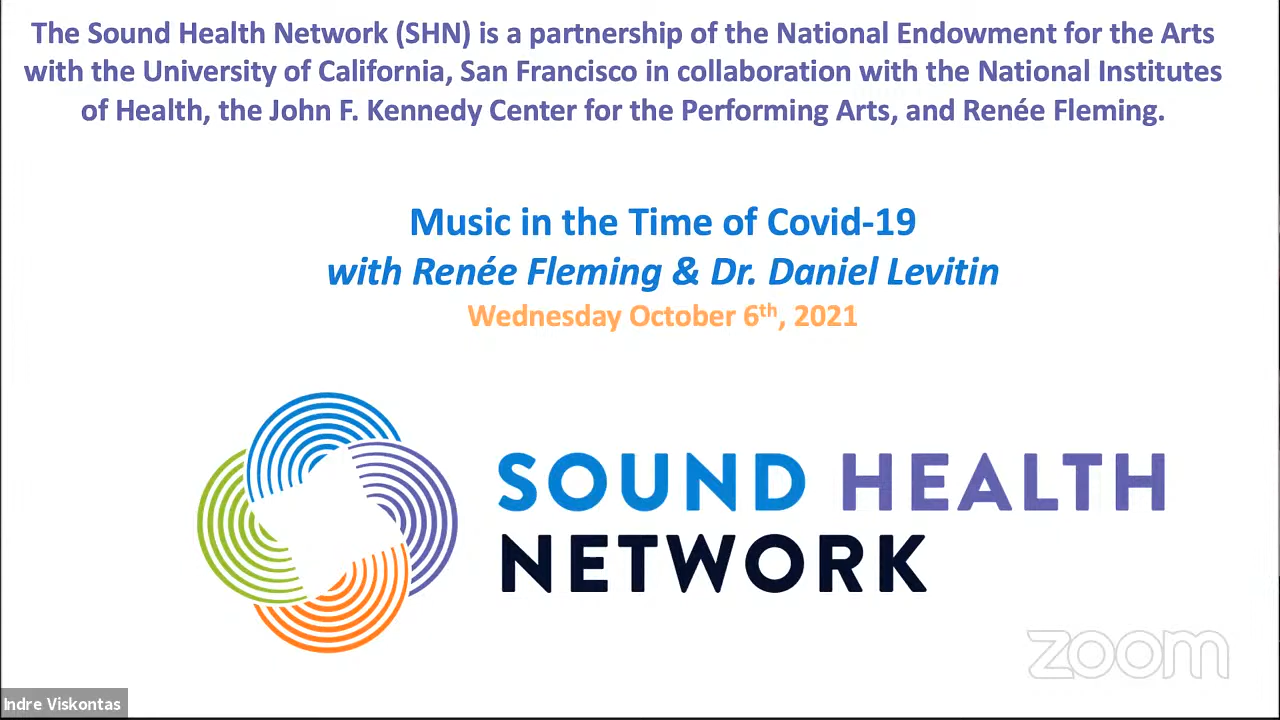 The Sound Health Network (SHN) is a partnership of the National Endowment for the Arts
with the University of California, San Francisco in collaboration with the National Institutes
of Health, the John F. Kennedy Center for the Performing Arts, and Renée Fleming.
Music in the Time of Covid-19
with Renée Fleming & Dr. Daniel Levitin
Wednesday October 6th, 2021
SOUND HEALTH
NETWORK
zoom
Indre Viskontas